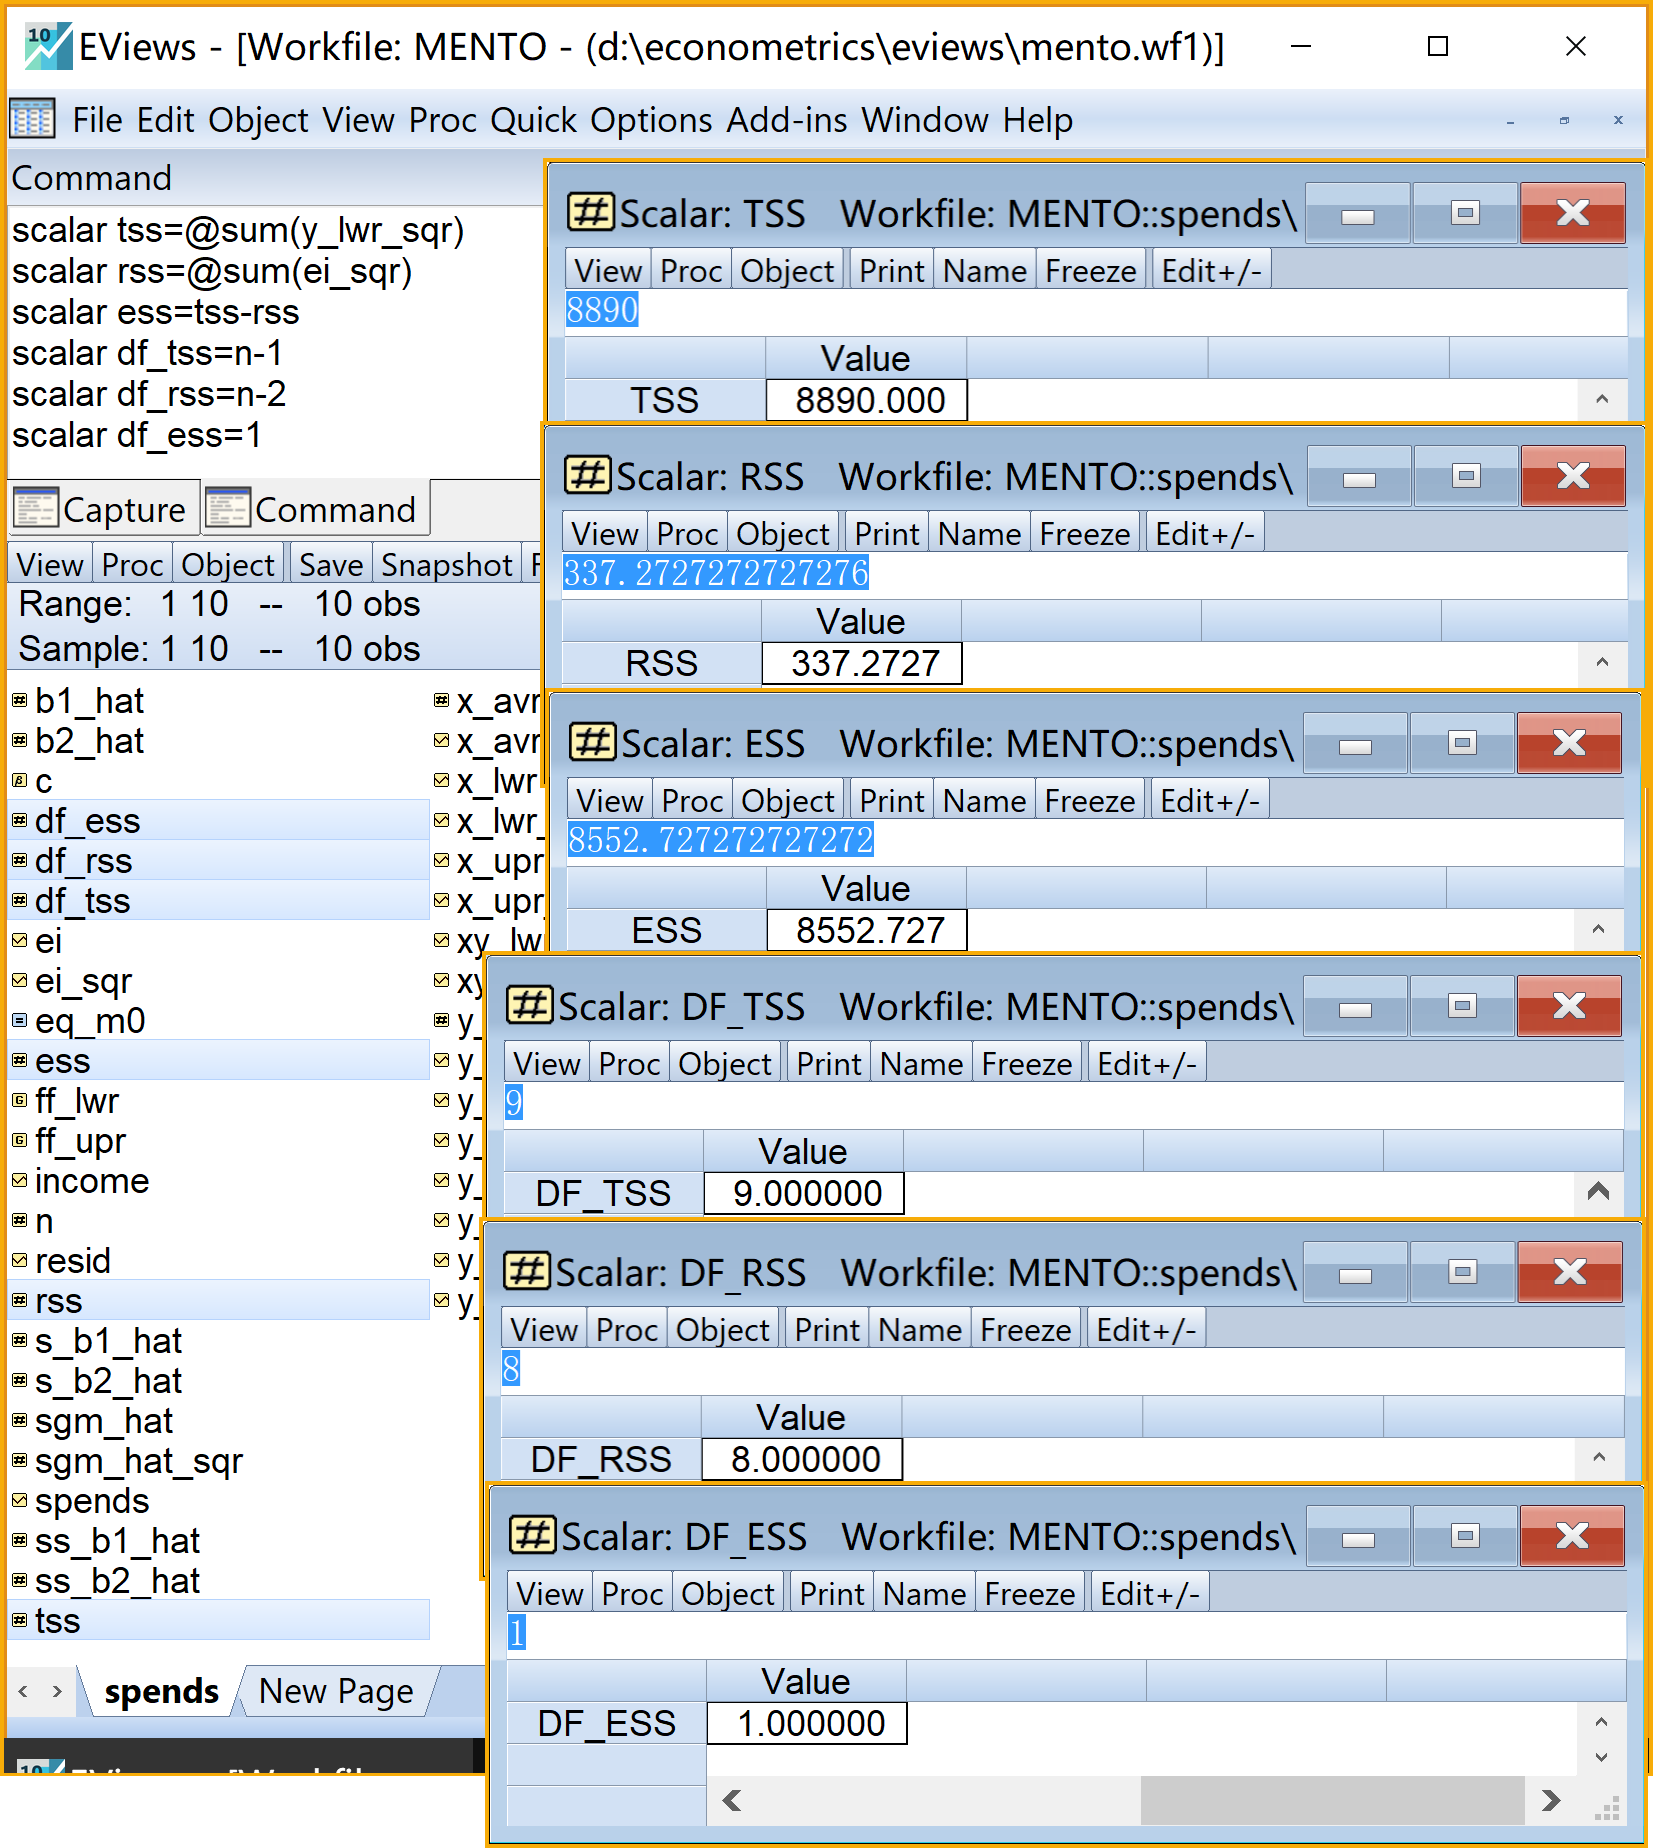 EViews - [Workfile: MENTO - (d:\econometrics\eviews\mento.wf1)]
File Edit Object View Proc Quick Options Add-ins Window Help
Command
scalar tss=@sum(y_lwr_sqr)
scalar rss=@sum(ei_sqr)
scalar ess=tss-rss
scalar df_tss=n-1
scalar df_rss=n-2
scalar df_ess=1
Capture Command
View Proc Object Save Snapshot
Range: 1 10 -- 10 obs
Sample: 1 10 -- 10 obs
b1_hat
b2_hat
c
df_ess
df_rss
df_tss
ei
ei_sqr
eq_m0
ess
ff_lwr
ff_upr
income
n
resid
rss
s_b1_hat
s_b2_hat
sgm_hat
sgm_hat_sqr
spends
ss_b1_hat
ss_b2_hat
tss
x_avr
x_avr
x_lwr
x_lwr_
x_upr
x_upr_
xy_lwr
xy
y_
y_
y_
y_
y_
y_
y_
y_
spends New Page
Scalar: TSS Workfile: MENTO::spends\
View Proc Object Print Name Freeze Edit+/-
8890
Value
TSS 8890.000
Scalar: RSS Workfile: MENTO::spends\
View Proc Object Print Name Freeze Edit+/-
337.2727272727276
Value
RSS 337.2727
Scalar: ESS Workfile: MENTO::spends\
View Proc Object Print Name Freeze Edit+/-
8552.727272727272
Value
ESS 8552.727
Scalar: DF_TSS Workfile: MENTO::spends\
View Proc Object Print Name Freeze Edit+/-
9
Value
DF_TSS 9.000000
Scalar: DF_RSS Workfile: MENTO::spends\
View Proc Object Print Name Freeze Edit+/-
8
Value
DF_RSS 8.000000
Scalar: DF_ESS Workfile: MENTO::spends\
View Proc Object Print Name Freeze Edit+/-
1
Value
DF_ESS 1.000000